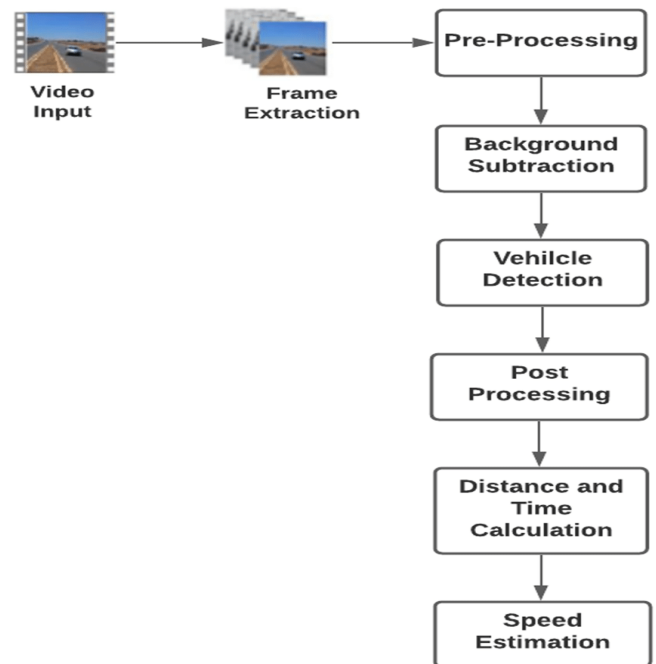 Video
Input
Frame
Extraction
Pre-Processing
Background
Subtraction
Vehilcle
Detection
Post
Processing
Distance and
Time
Calculation
Speed
Estimation